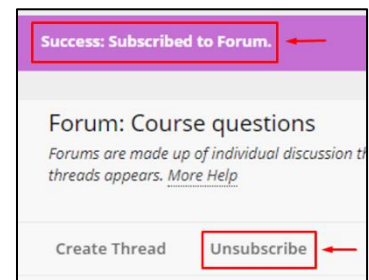 Success: Subscribed to Forum.
Forum: Course questions
Forums are made up of individual discussion
threads appears. More Help
Create Thread Unsubscribe